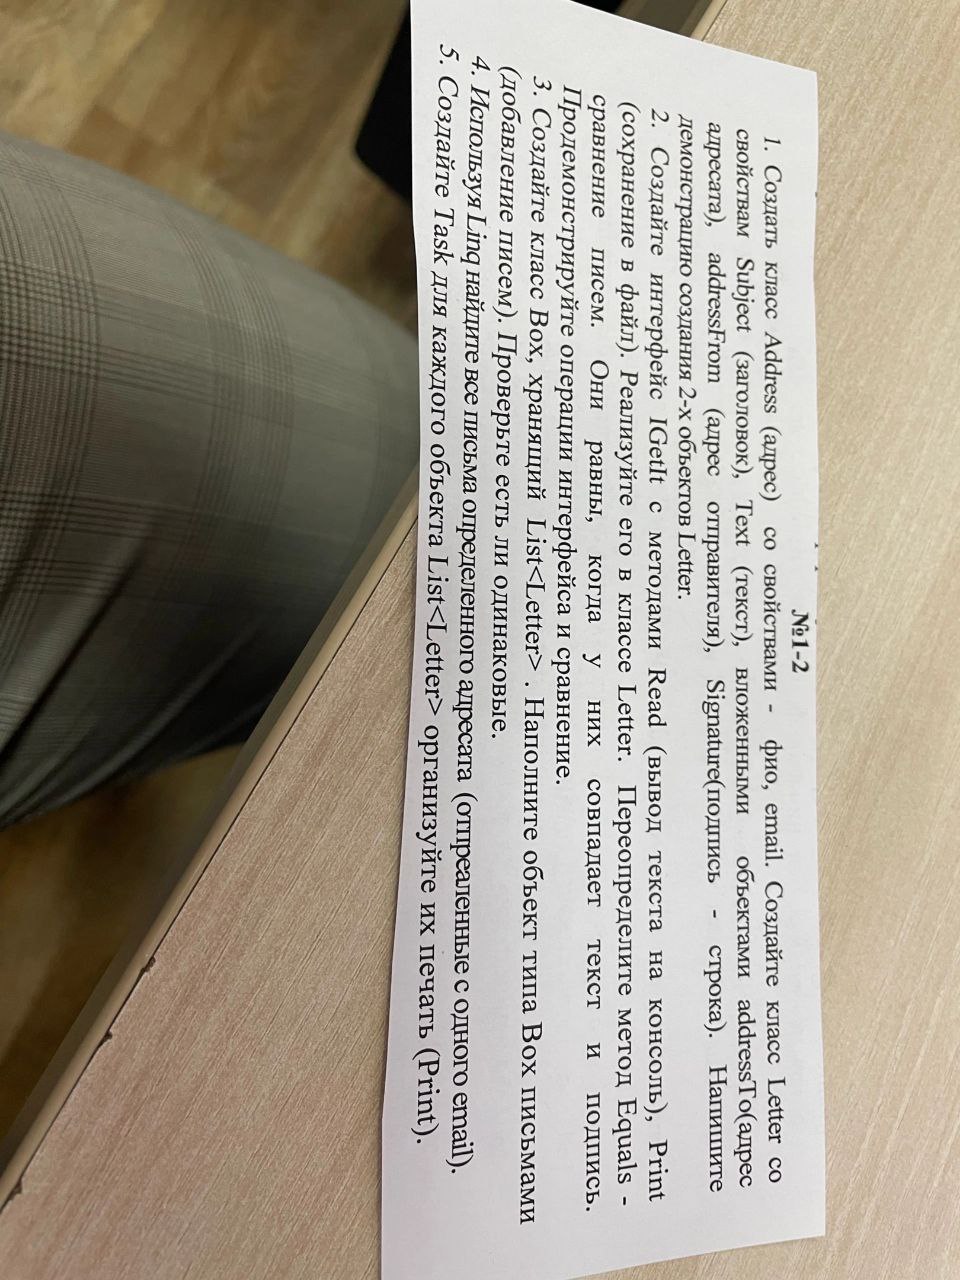 №1-2
1. Создать класс Address (адрес) со свойствами - фио, email. Создайте класс Letter со
свойствам Subject (заголовок), Text (текст), вложенными объектами addressTo(адрес
адресата), addressFrom (адрес отправителя), Signature(подпись - строка). Напишите
демонстрацию создания 2-х объектов Letter.
2. Создайте интерфейс IGetIt с методами Read (вывод текста на консоль), Print
(сохранение в файл). Реализуйте его в классе Letter. Переопределите метод Equals -
сравнение писем. Они равны, когда у них совпадает текст и подпись.
Продемонстрируйте операции интерфейса и сравнение.
3. Создайте класс Box, хранящий List<Letter> . Наполните объект типа Box письмами
(добавление писем). Проверьте есть ли одинаковые.
4. Используя Linq найдите все письма определенного адресата (отпреаленные с одного email).
5. Создайте Task для каждого объекта List<Letter> организуйте их печать (Print).